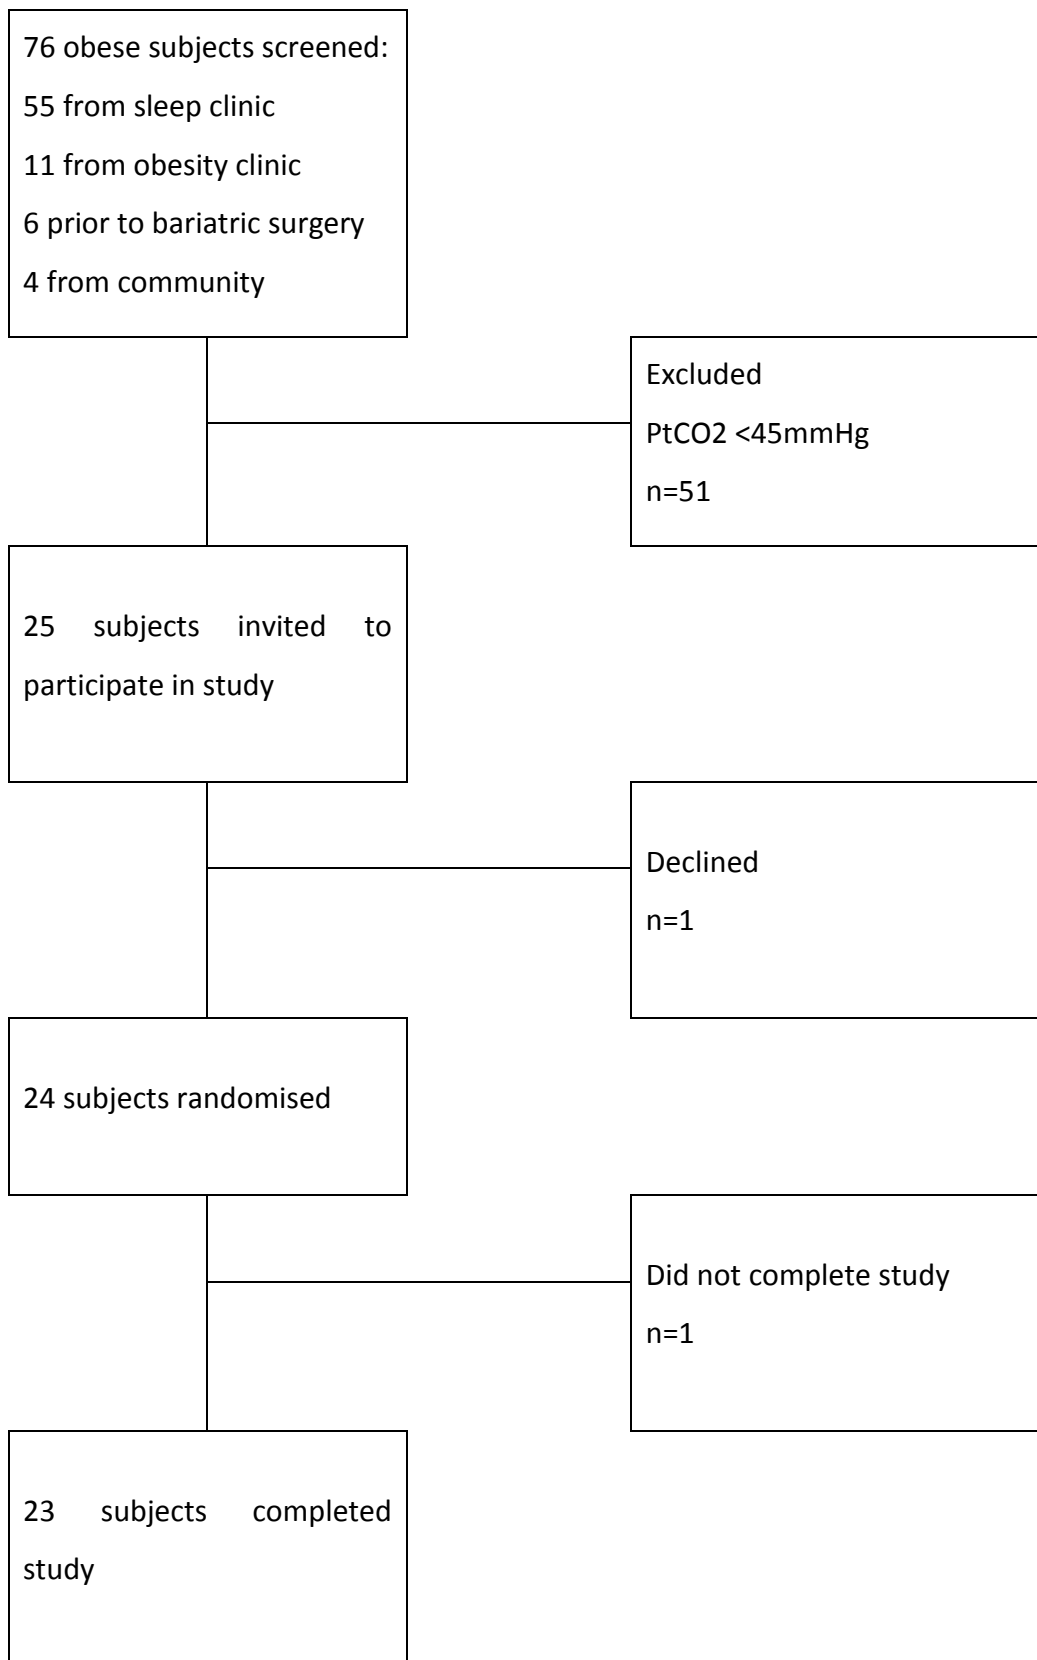 76 obese subjects screened:
55 from sleep clinic
11 from obesity clinic
6 prior to bariatric surgery
4 from community
Excluded
PtCO2 <45mmHg
n=51
25 subjects invited to
participate in study
Declined
n=1
24 subjects randomised
Did not complete study
n=1
23 subjects completed
study